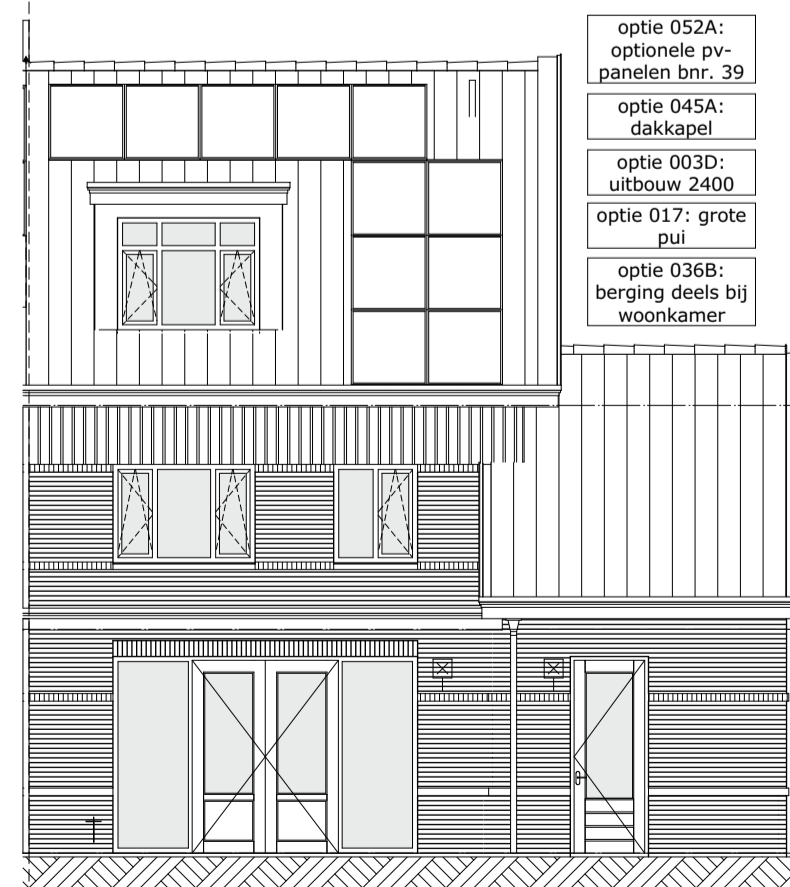 optie 052A:
optionele pv-
panelen bnr. 39
optie 045A:
dakkapel
optie 003D:
uitbouw 2400
optie 017: grote
pui
optie 036B:
berging deels bij
woonkamer